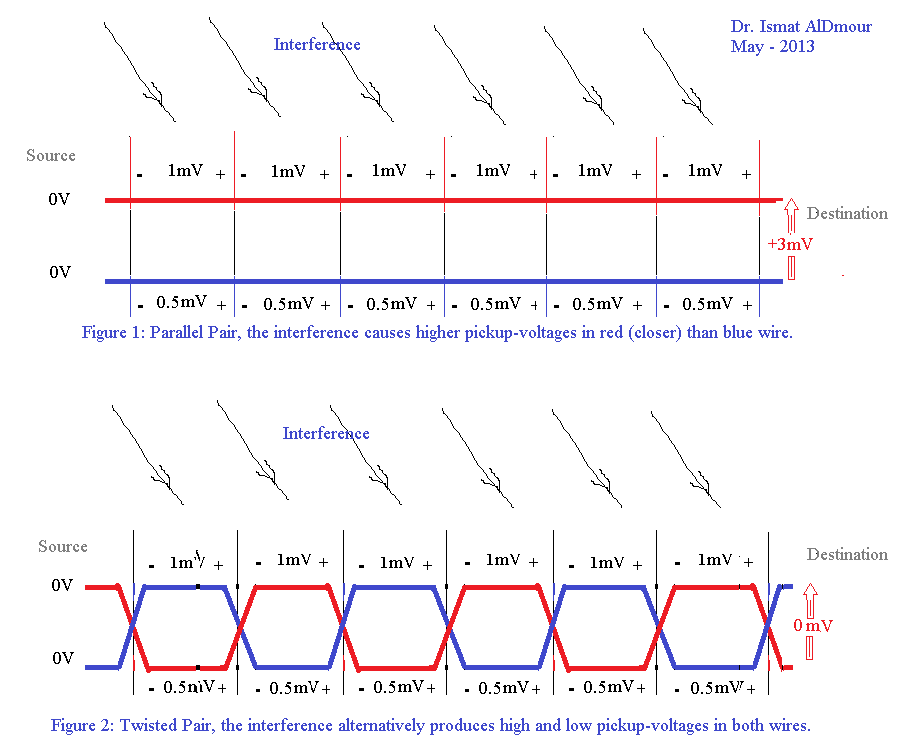 Dr. Ismat AlDmour
May - 2013
Interference
Source
- 1mV + - 1mV + - 1mV + - 1mV + - 1mV + - 1mV +
0V
Destination
+3mV
0V
- 0.5mV + - 0.5mV + - 0.5mV + - 0.5mV + - 0.5mV + - 0.5mV +
Figure 1: Parallel Pair, the interference causes higher pickup-voltages in red (closer) than blue wire.
Interference
Source
Destination
- 1mV + - 1mV + - 1mV + - 1mV + - 1mV + - 1mV +
0V
0 mV
0V
- 0.5mV + - 0.5mV + - 0.5mV + - 0.5mV + - 0.5mV + - 0.5mV +
Figure 2: Twisted Pair, the interference alternatively produces high and low pickup-voltages in both wires.